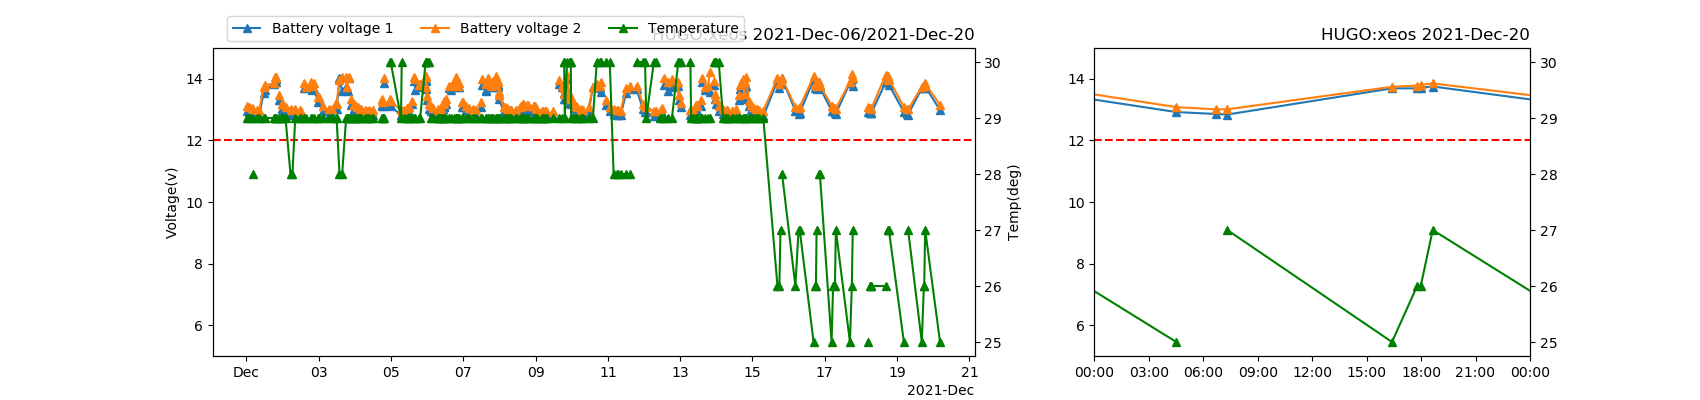 Battery voltage 1 Battery voltage 2 Temperature
HUGO:xeos 2021-Dec-06/2021-Dec-20
14
12
10
8
6
Voltage(v)
30
29
28
27
26
25
Temp(deg)
Dec 03 05 07 09 11 13 15 17 19 21
2021-Dec
HUGO:xeos 2021-Dec-20
14
12
10
8
6
30
29
28
27
26
25
00:00 03:00 06:00 09:00 12:00 15:00 18:00 21:00 00:00